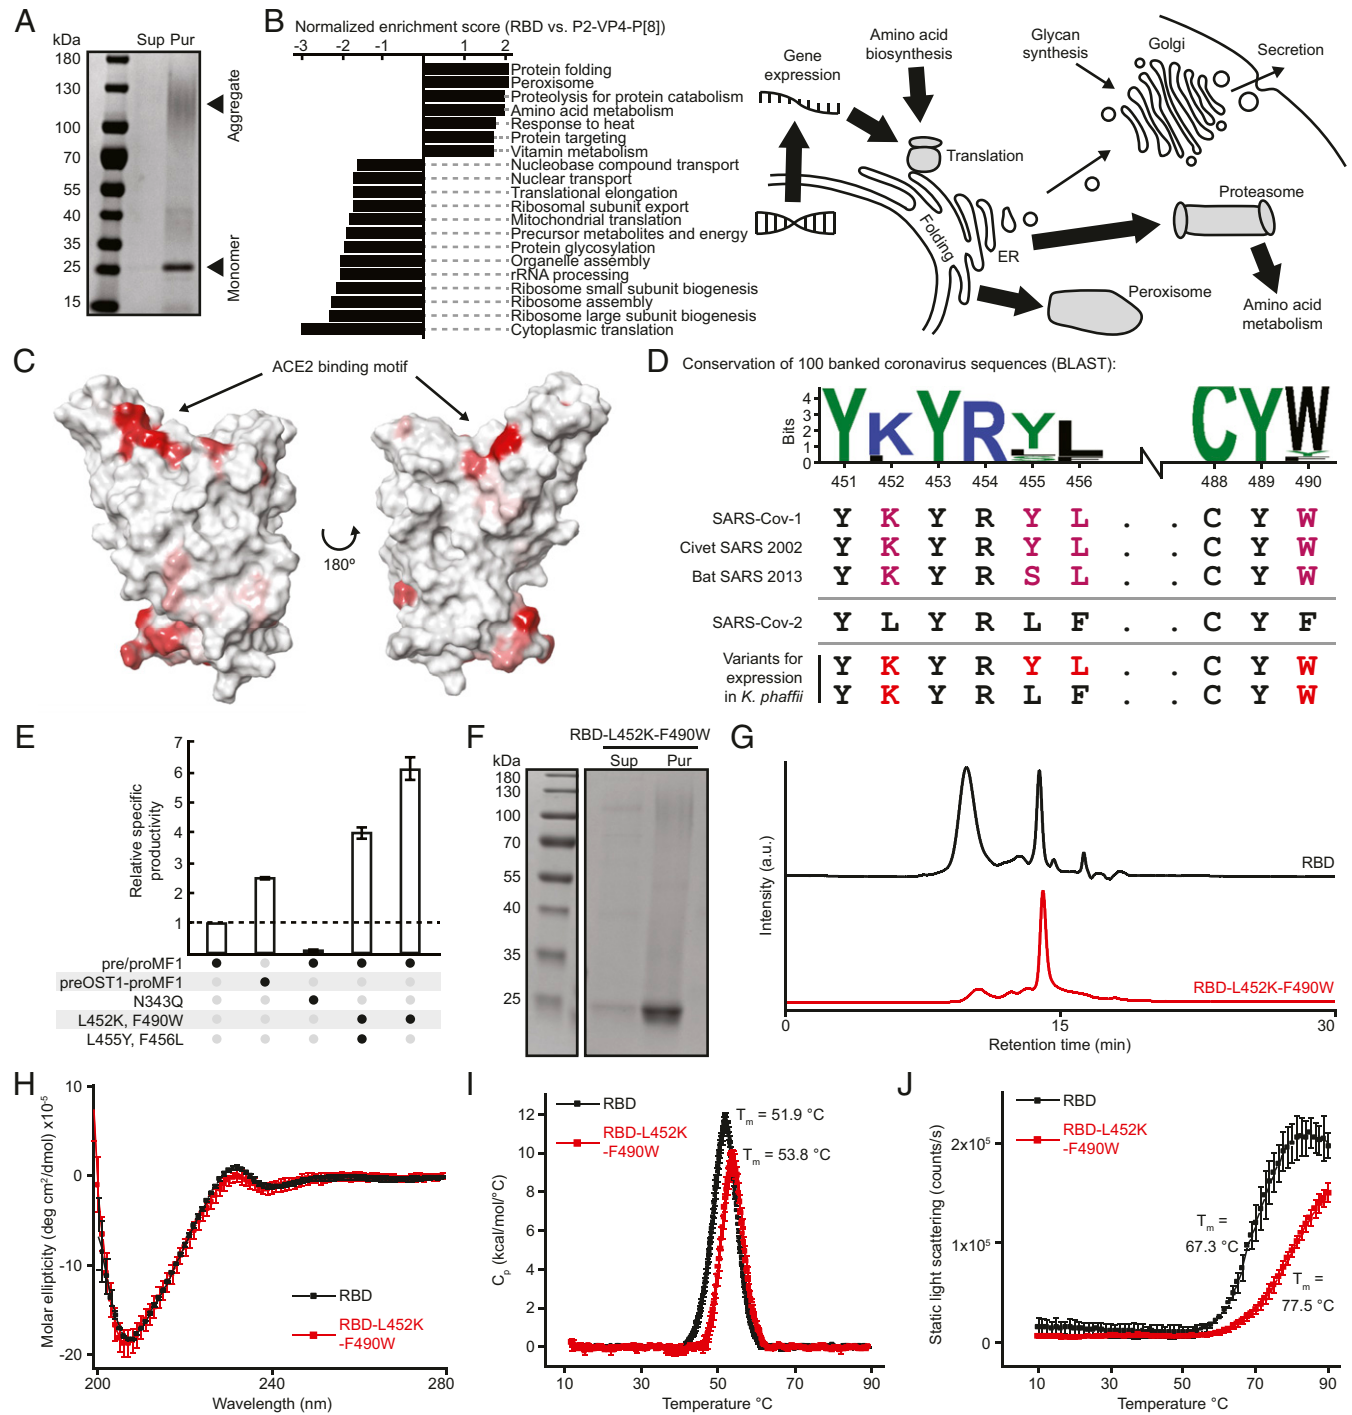 A
kDa
Sup Pur
180
130
100
70
55
40
35
25
15
Aggregate
Monomer
B
Normalized enrichment score (RBD vs. P2-VP4-P[8])
-3 -2 -1 1 2
Protein folding
Peroxisome
Proteolysis for protein catabolism
Amino acid metabolism
Response to heat
Protein targeting
Vitamin metabolism
Nucleobase compound transport
Nuclear transport
Translational elongation
Ribosomal subunit export
Mitochondrial translation
Precursor metabolites and energy
Protein glycosylation
Organelle assembly
rRNA processing
Ribosome small subunit biogenesis
Ribosome assembly
Ribosome large subunit biogenesis
Cytoplasmic translation
Gene
expression
Amino acid
biosynthesis
Glycan
synthesis
Golgi
Secretion
Translation
Folding
ER
Proteasome
Peroxisome
Amino acid
metabolism
C
ACE2 binding motif
180º
D
Conservation of 100 banked coronavirus sequences (BLAST):
Bits
4
3
2
1
0
Y K Y R Y L C Y W
451 452 453 454 455 456 488 489 490
SARS-Cov-1 Y K Y R Y L . . C Y W
Civet SARS 2002 Y K Y R Y L . . C Y W
Bat SARS 2013 Y K Y R S L . . C Y W
SARS-Cov-2 Y L Y R L F . . C Y F
Variants for
expression
in K. phaffii
Y K Y R Y L . . C Y W
Y K Y R L F . . C Y W
E
Relative specific
productivity
7
6
5
4
3
2
1
pre/proMF1
preOST1-proMF1
N343Q
L452K, F490W
L455Y, F456L
F
RBD-L452K-F490W
kDa
Sup Pur
180
130
100
70
55
40
35
25
G
Intensity (a.u.)
RBD
RBD-L452K-F490W
0 15 30
Retention time (min)
H
Molar ellipticity (deg cm²/dmol) x10⁻⁵
10
0
-10
-20
RBD
RBD-L452K
-F490W
200 240 280
Wavelength (nm)
I
Cp (kcal/mol/°C)
12
10
8
6
4
2
0
RBD
RBD-L452K
-F490W
Tm = 51.9 °C
Tm = 53.8 °C
10 30 50 70 90
Temperature °C
J
Static light scattering (counts/s)
2x10⁵
1x10⁵
0
RBD
RBD-L452K
-F490W
Tm =
67.3 °C
Tm =
77.5 °C
10 30 50 70 90
Temperature °C